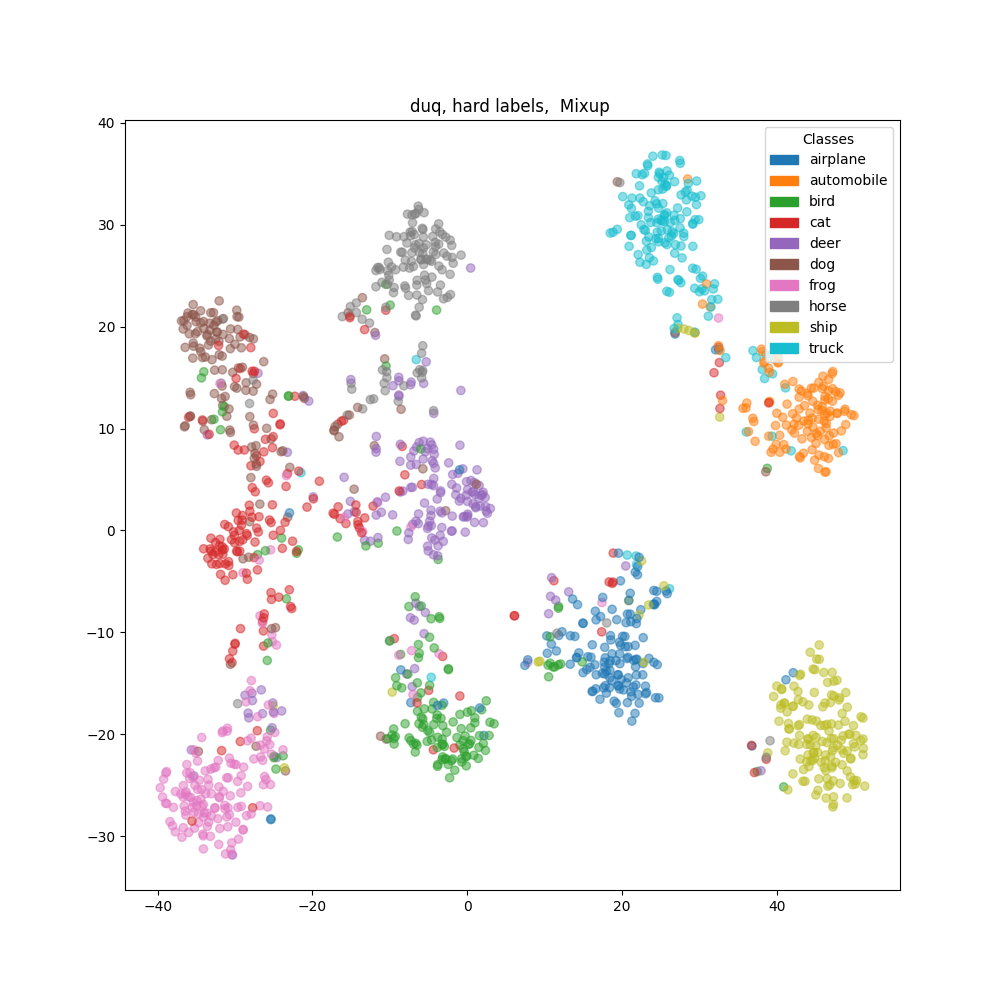 duq, hard labels,  Mixup
Classes
airplane
automobile
bird
cat
deer
dog
frog
horse
ship
truck
40
30
20
10
0
−10
−20
−30
−40
−20
0
20
40